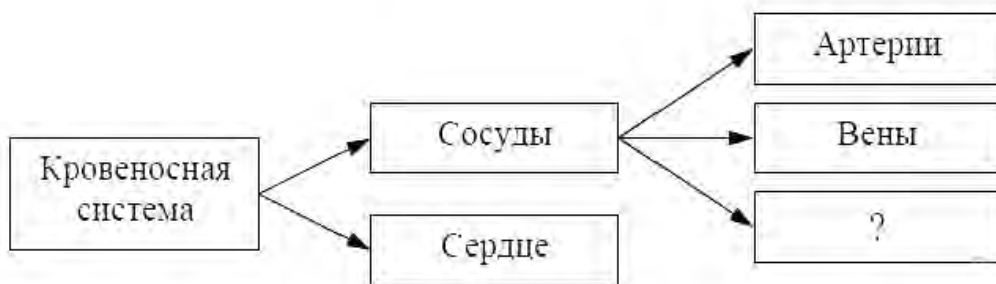 Артерии
Сосуды
Вены
Кровеносная
система
Сердце
?